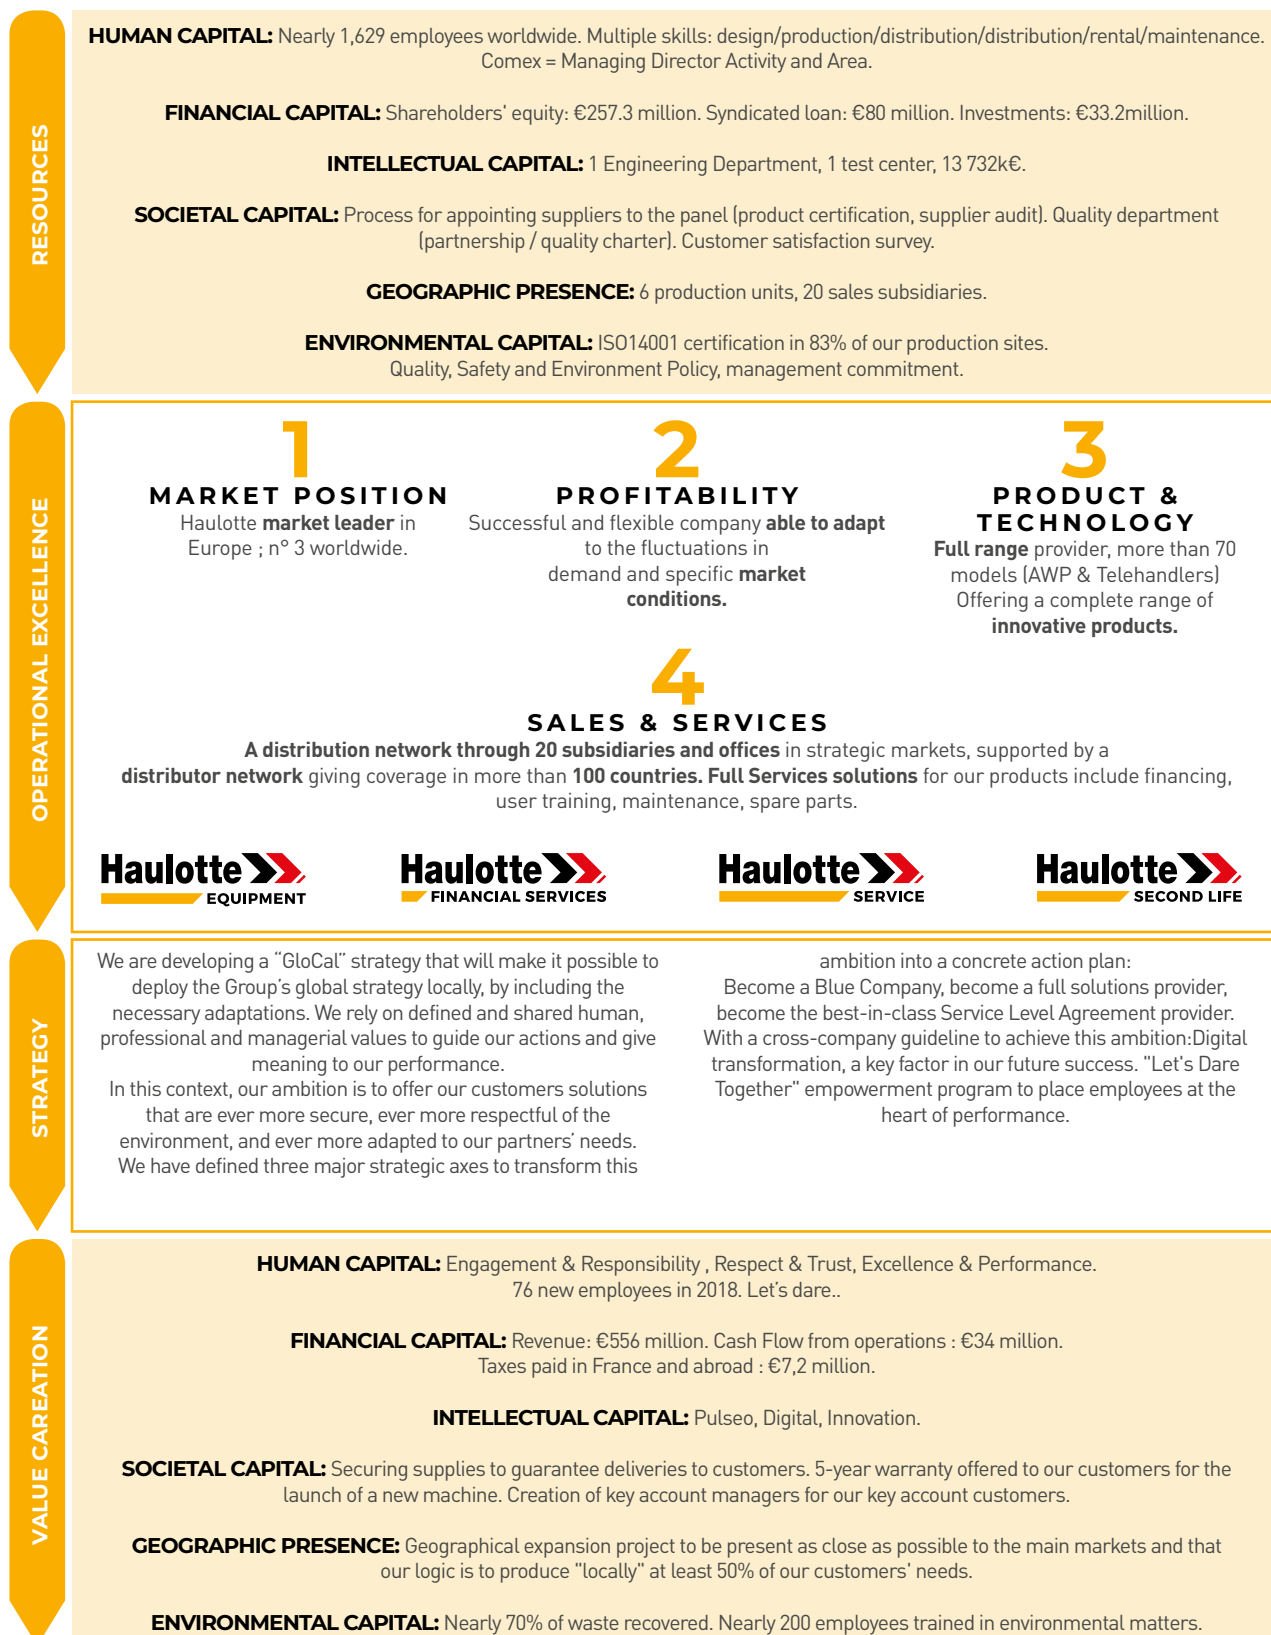 RESOURCES
HUMAN CAPITAL: Nearly 1,629 employees worldwide. Multiple skills: design/production/distribution/distribution/rental/maintenance.
Comex = Managing Director Activity and Area.
FINANCIAL CAPITAL: Shareholders' equity: €257.3 million. Syndicated loan: €80 million. Investments: €33.2million.
INTELLECTUAL CAPITAL: 1 Engineering Department, 1 test center, 13 732k€.
SOCIETAL CAPITAL: Process for appointing suppliers to the panel (product certification, supplier audit). Quality department
(partnership / quality charter). Customer satisfaction survey.
GEOGRAPHIC PRESENCE: 6 production units, 20 sales subsidiaries.
ENVIRONMENTAL CAPITAL: ISO14001 certification in 83% of our production sites.
Quality, Safety and Environment Policy, management commitment.
OPERATIONAL EXCELLENCE
1
MARKET POSITION
Haulotte market leader in
Europe ; n° 3 worldwide.
2
PROFITABILITY
Successful and flexible company able to adapt
to the fluctuations in
demand and specific market
conditions.
3
PRODUCT &
TECHNOLOGY
Full range provider, more than 70
models (AWP & Telehandlers)
Offering a complete range of
innovative products.
4
SALES & SERVICES
A distribution network through 20 subsidiaries and offices in strategic markets, supported by a
distributor network giving coverage in more than 100 countries. Full Services solutions for our products include financing,
user training, maintenance, spare parts.
Haulotte
EQUIPMENT
Haulotte
FINANCIAL SERVICES
Haulotte
SERVICE
Haulotte
SECOND LIFE
STRATEGY
We are developing a “GloCal” strategy that will make it possible to
deploy the Group’s global strategy locally, by including the
necessary adaptations. We rely on defined and shared human,
professional and managerial values to guide our actions and give
meaning to our performance.
In this context, our ambition is to offer our customers solutions
that are ever more secure, ever more respectful of the
environment, and ever more adapted to our partners’ needs.
We have defined three major strategic axes to transform this
ambition into a concrete action plan:
Become a Blue Company, become a full solutions provider,
become the best-in-class Service Level Agreement provider.
With a cross-company guideline to achieve this ambition:Digital
transformation, a key factor in our future success. "Let's Dare
Together" empowerment program to place employees at the
heart of performance.
VALUE CAREATION
HUMAN CAPITAL: Engagement & Responsibility , Respect & Trust, Excellence & Performance.
76 new employees in 2018. Let’s dare..
FINANCIAL CAPITAL: Revenue: €556 million. Cash Flow from operations : €34 million.
Taxes paid in France and abroad : €7,2 million.
INTELLECTUAL CAPITAL: Pulseo, Digital, Innovation.
SOCIETAL CAPITAL: Securing supplies to guarantee deliveries to customers. 5-year warranty offered to our customers for the
launch of a new machine. Creation of key account managers for our key account customers.
GEOGRAPHIC PRESENCE: Geographical expansion project to be present as close as possible to the main markets and that
our logic is to produce "locally" at least 50% of our customers' needs.
ENVIRONMENTAL CAPITAL: Nearly 70% of waste recovered. Nearly 200 employees trained in environmental matters.